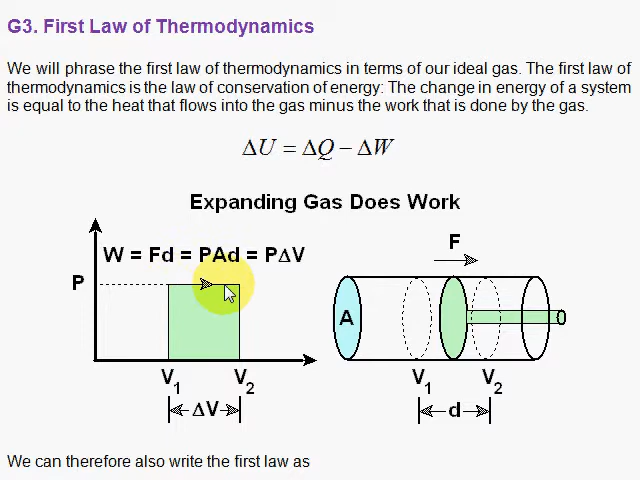 G3. First Law of Thermodynamics
We will phrase the first law of thermodynamics in terms of our ideal gas. The first law of
thermodynamics is the law of conservation of energy: The change in energy of a system
is equal to the heat that flows into the gas minus the work that is done by the gas.
ΔU = ΔQ − ΔW
Expanding Gas Does Work
W = Fd = PAd = PΔV
F
P
A
V1 V2
V1 V2
ΔV
d
We can therefore also write the first law as